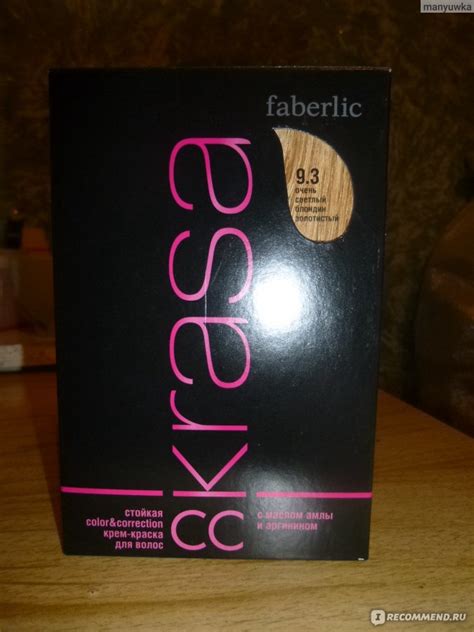 manyuwka
faberlic
9.3
очень
светлый
блондин
золотистый
krasa
стойкая
color&correction
крем-краска
для волос
с маслом амлы
и аргинином
I RECOMMEND.RU